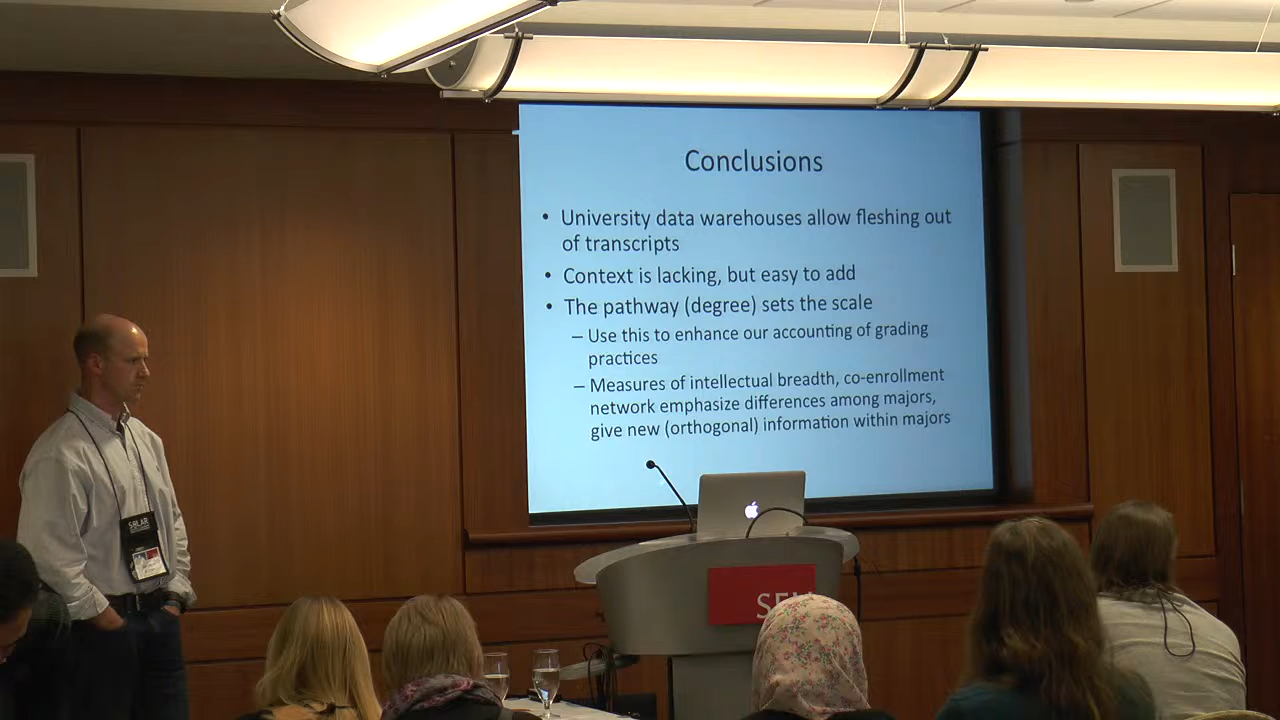 Conclusions
• University data warehouses allow fleshing out
of transcripts
• Context is lacking, but easy to add
• The pathway (degree) sets the scale
– Use this to enhance our accounting of grading
practices
– Measures of intellectual breadth, co-enrollment
network emphasize differences among majors,
give new (orthogonal) information within majors
SOLAR